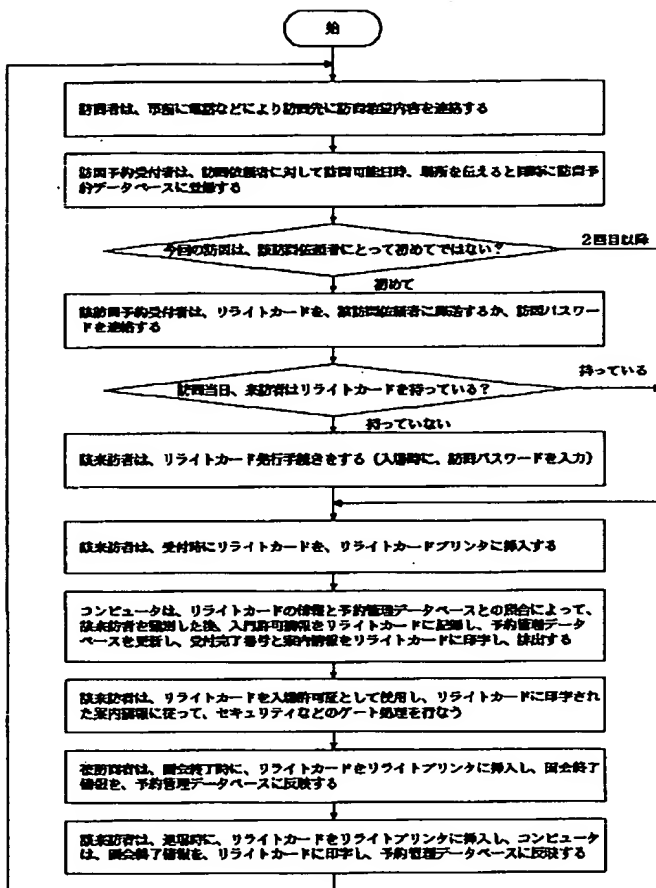 始
訪問者は、事前に電話などにより訪問先に訪問希望内容を連絡する
訪問予約受付者は、訪問依頼者に対して訪問可能日時、場所を伝えると同時に訪問予
約データベースに登録する
今回の訪問は、該訪問依頼者にとって初めてではない?
2回目以降
初めて
該訪問予約受付者は、リライトカードを、該訪問依頼者に郵送するか、訪問パスワー
ドを連絡する
訪問当日、来訪者はリライトカードを持っている?
持っている
持っていない
該来訪者は、リライトカード発行手続きをする(入場時に、訪問パスワードを入力)
該来訪者は、受付時にリライトカードを、リライトカードプリンタに挿入する
コンピュータは、リライトカードの情報と予約管理データベースとの照合によって、
該来訪者を識別した後、入門許可情報をリライトカードに記録し、予約管理データ
ベースを更新し、受付完了番号と案内情報をリライトカードに印字し、排出する
該来訪者は、リライトカードを入場許可証として使用し、リライトカードに印字され
た案内情報に従って、セキュリティなどのゲート処理を行なう
被訪問者は、面会終了時に、リライトカードをリライトプリンタに挿入し、面会終了
情報を、予約管理データベースに反映する
該来訪者は、退場時に、リライトカードをリライトプリンタに挿入し、コンピュータ
は、面会終了情報を、リライトカードに印字し、予約管理データベースに反映する